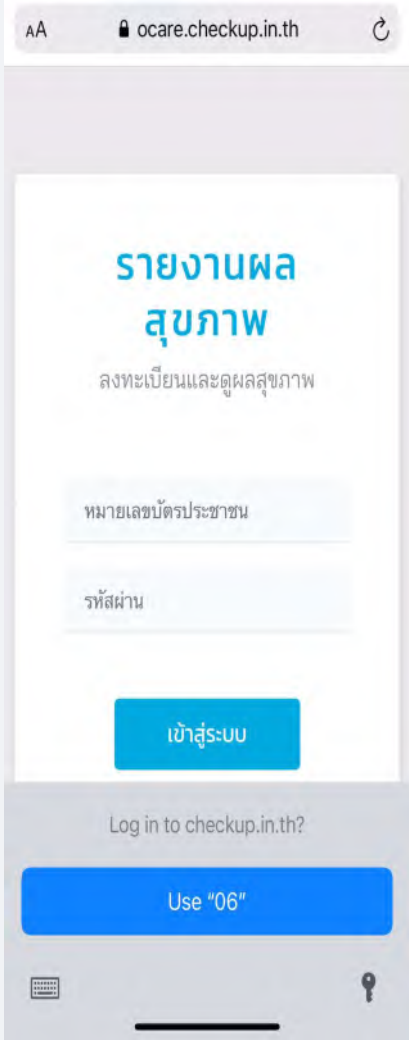 AA ocare.checkup.in.th
รายงานผล
สุขภาพ
ลงทะเบียนและดูผลสุขภาพ
หมายเลขบัตรประชาชน
รหัสผ่าน
เข้าสู่ระบบ
Log in to checkup.in.th?
Use “06”